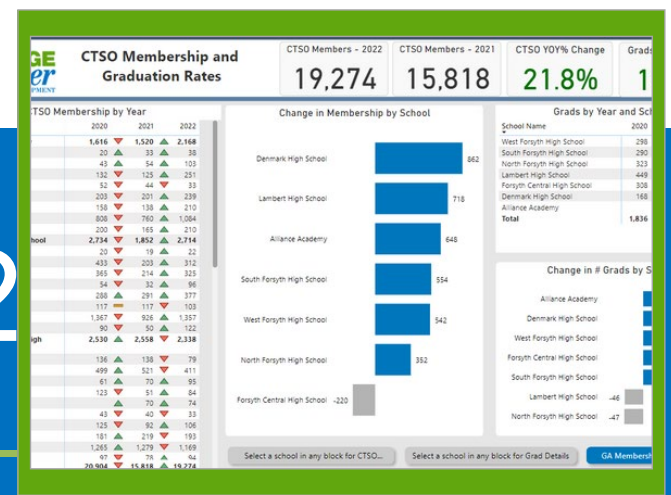 GE
er
OPMENT
CTSO Membership and
Graduation Rates
CTSO Members - 2022
19,274
CTSO Members - 2021
15,818
CTSO YOY% Change
21.8%
Grads
1
CTSO Membership by Year
2020 2021 2022
1,616 1,520 2,168
20 33 38
43 54 103
132 125 251
52 44 33
203 201 239
158 138 210
808 760 1,084
200 165 210
hool 2,734 1,852 2,714
20 19 22
433 203 312
365 214 325
54 32 96
288 291 377
117 117 103
1,367 926 1,357
90 50 122
igh 2,530 2,558 2,338
136 138 79
499 521 411
61 70 95
123 51 84
70 74
43 40 33
125 92 106
181 219 193
1,265 1,279 1,169
97 78 94
20,904 15,818 19,274
Change in Membership by School
Denmark High School 862
Lambert High School 718
Alliance Academy 648
South Forsyth High School 554
West Forsyth High School 542
North Forsyth High School 352
Forsyth Central High School -220
Grads by Year and Sch
School Name 2020
West Forsyth High School 298
South Forsyth High School 290
North Forsyth High School 323
Lambert High School 449
Forsyth Central High School 308
Denmark High School 168
Alliance Academy
Total 1,836
Change in # Grads by S
Alliance Academy
Denmark High School
West Forsyth High School
Forsyth Central High School
South Forsyth High School
Lambert High School -46
North Forsyth High School -47
Select a school in any block for CTSO...
Select a school in any block for Grad Details
GA Membersh